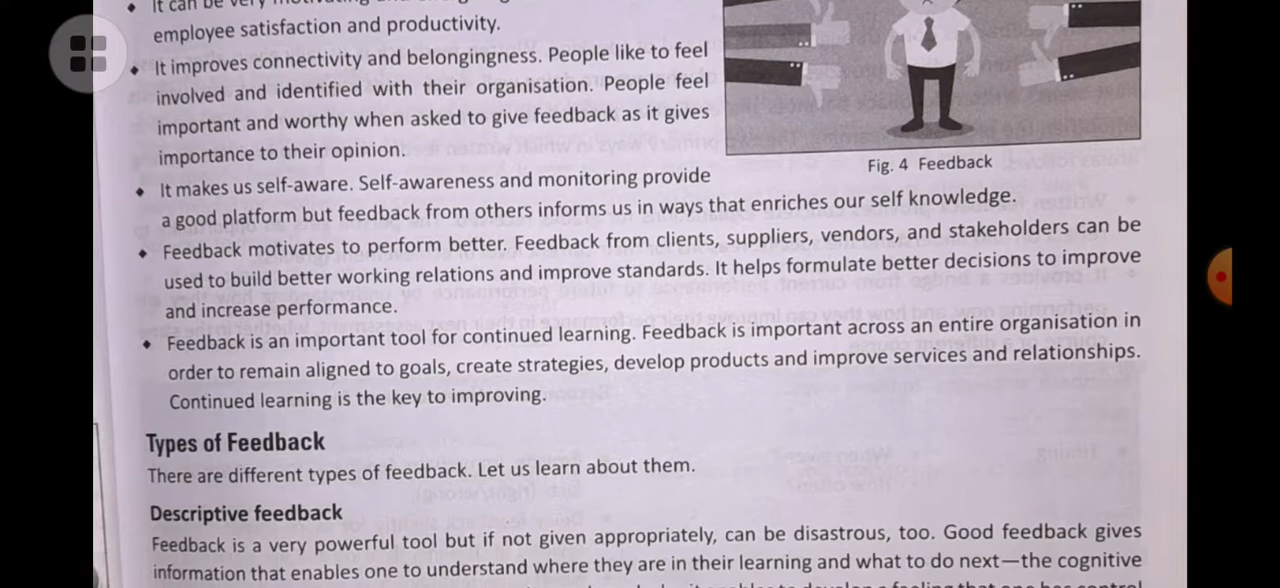 It can be very
employee satisfaction and productivity.
It improves connectivity and belongingness. People like to feel
involved and identified with their organisation. People feel
important and worthy when asked to give feedback as it gives
importance to their opinion.
Fig. 4 Feedback
It makes us self-aware. Self-awareness and monitoring provide
a good platform but feedback from others informs us in ways that enriches our self knowledge.
Feedback motivates to perform better. Feedback from clients, suppliers, vendors, and stakeholders can be
used to build better working relations and improve standards. It helps formulate better decisions to improve
and increase performance.
Feedback is an important tool for continued learning. Feedback is important across an entire organisation in
order to remain aligned to goals, create strategies, develop products and improve services and relationships.
Continued learning is the key to improving.
Types of Feedback
There are different types of feedback. Let us learn about them.
Descriptive feedback
Feedback is a very powerful tool but if not given appropriately, can be disastrous, too. Good feedback gives
information that enables one to understand where they are in their learning and what to do next—the cognitive